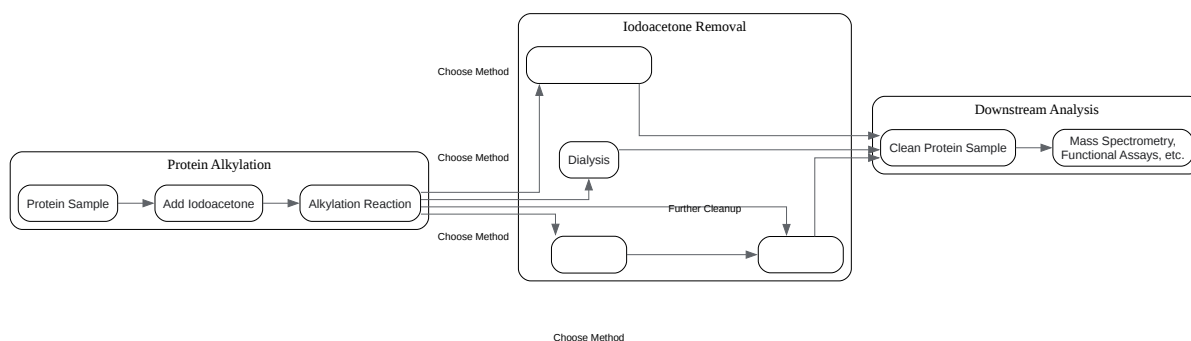 Iodoacetone Removal
Choose Method
Downstream Analysis
Mass Spectrometry,
Functional Assays, etc.
Clean Protein Sample
Choose Method
Dialysis
Protein Alkylation
Protein Sample
Add Iodoacetone
Alkylation Reaction
Further Cleanup
Choose Method
Choose Method